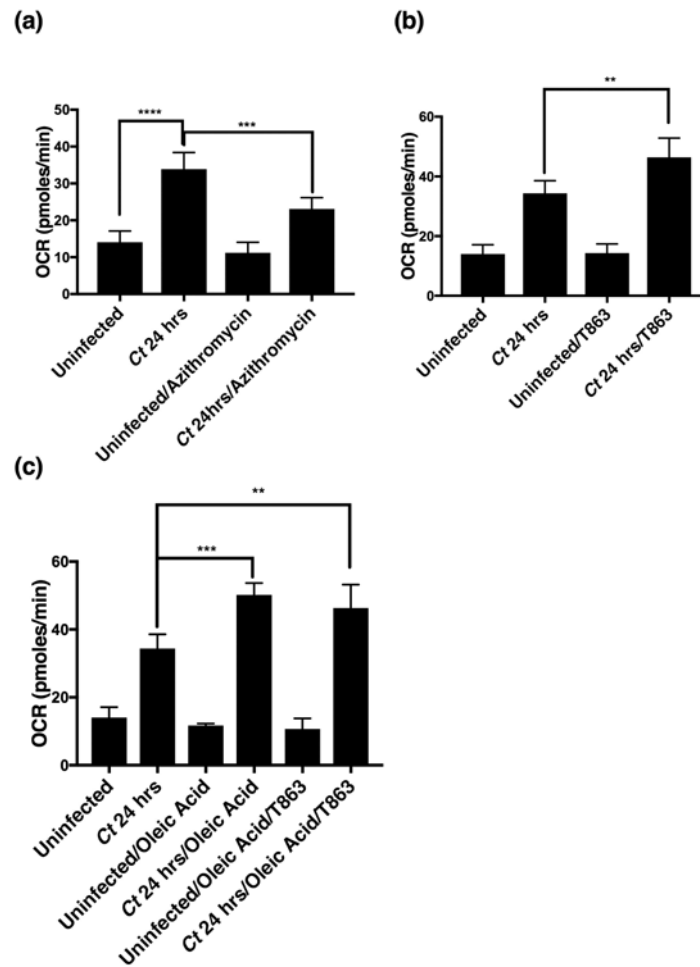 (a)
OCR (pmoles/min)
50
40
30
20
10
0
****
***
Uninfected
Ct 24 hrs
Uninfected/Azithromycin
Ct 24hrs/Azithromycin
(b)
OCR (pmoles/min)
60
40
20
0
**
Uninfected
Ct 24 hrs
Uninfected/T863
Ct 24 hrs/T863
(c)
OCR (pmoles/min)
60
40
20
0
**
***
Uninfected
Ct 24 hrs
Uninfected/Oleic Acid
Ct 24 hrs/Oleic Acid
Uninfected/Oleic Acid/T863
Ct 24 hrs/Oleic Acid/T863